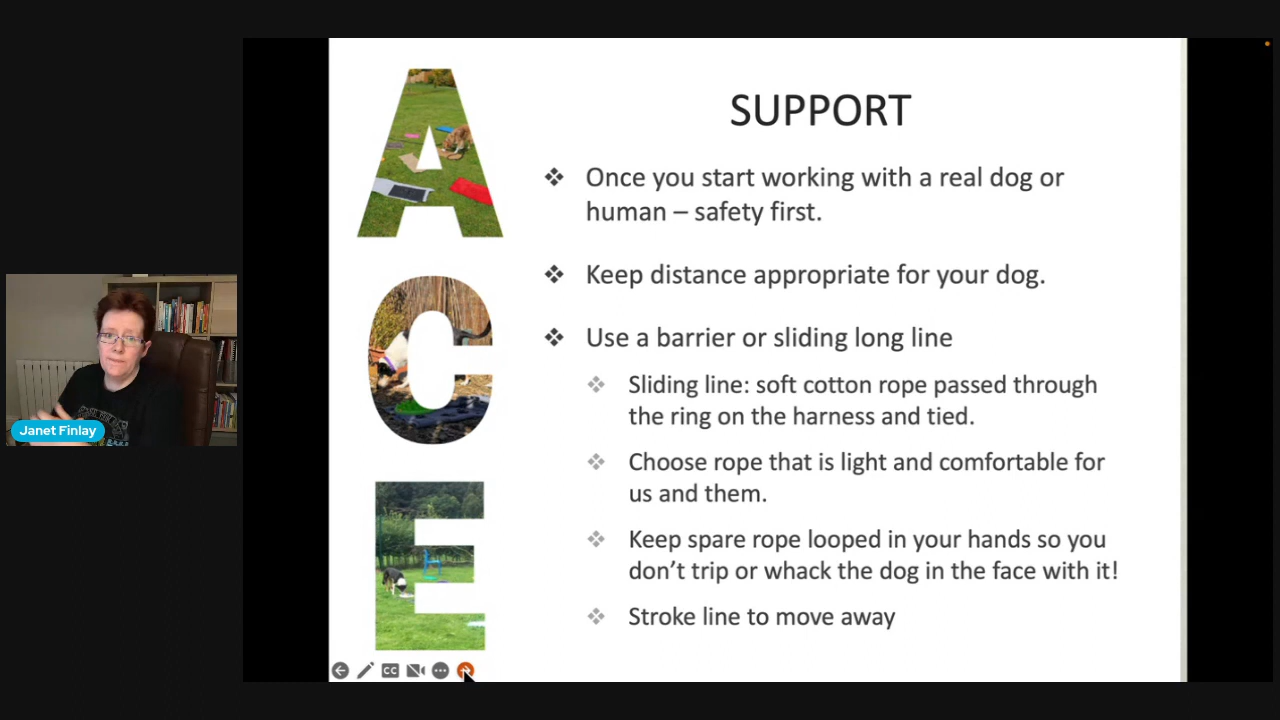 A
C
E
SUPPORT
❖ Once you start working with a real dog or
human – safety first.
❖ Keep distance appropriate for your dog.
❖ Use a barrier or sliding long line
❖ Sliding line: soft cotton rope passed through
the ring on the harness and tied.
❖ Choose rope that is light and comfortable for
us and them.
❖ Keep spare rope looped in your hands so you
don’t trip or whack the dog in the face with it!
❖ Stroke line to move away
Janet Finlay
CC